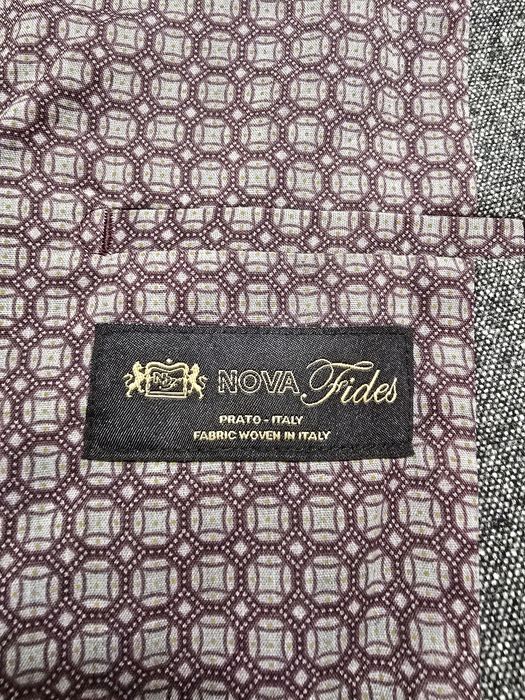 NOVA Fides
PRATO - ITALY
FABRIC WOVEN IN ITALY